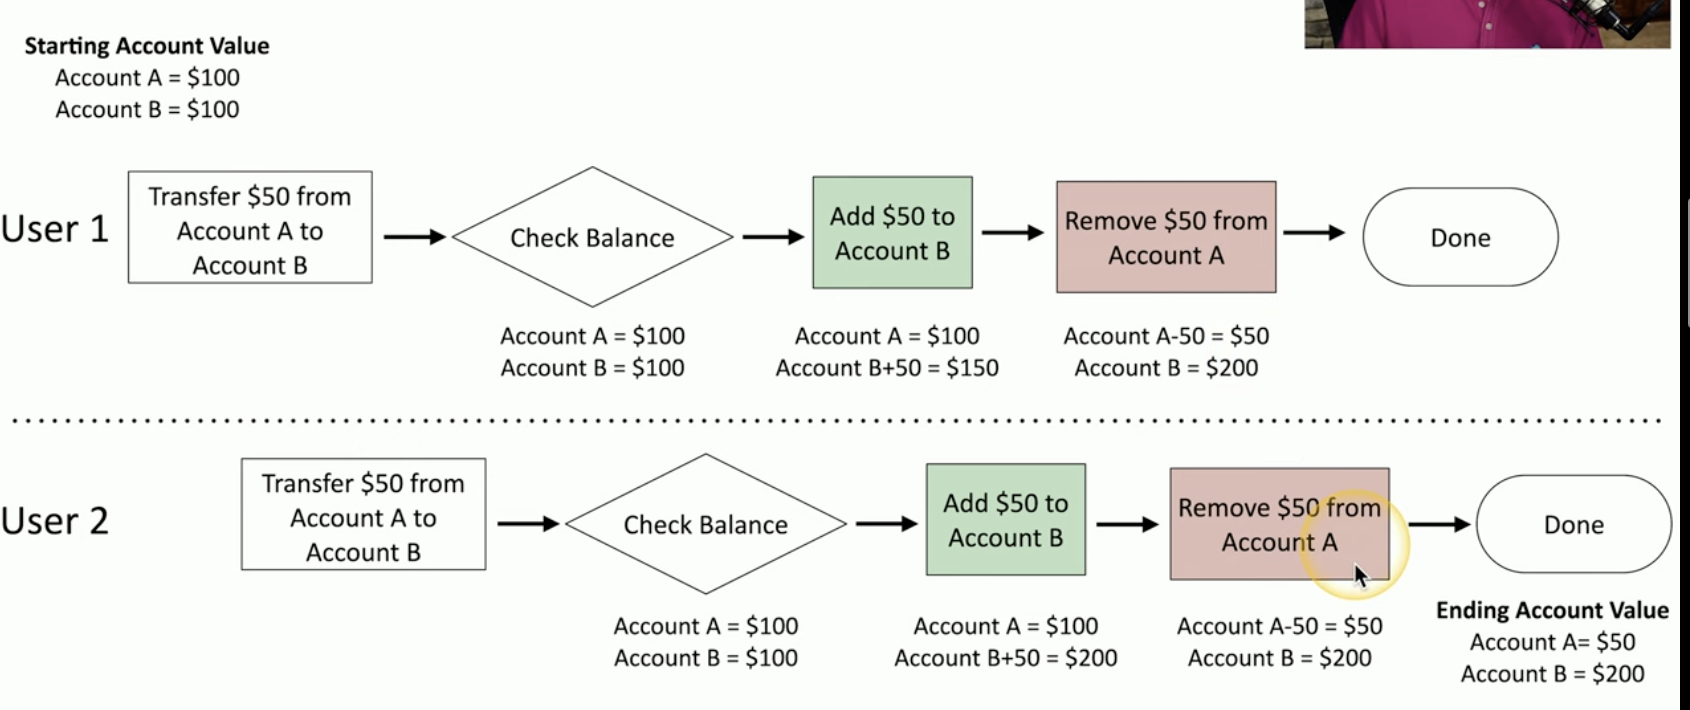 Starting Account Value
Account A = $100
Account B = $100
User 1
Transfer $50 from
Account A to
Account B
Check Balance
Account A = $100
Account B = $100
Add $50 to
Account B
Account A = $100
Account B+50 = $150
Remove $50 from
Account A
Account A-50 = $50
Account B = $200
Done
User 2
Transfer $50 from
Account A to
Account B
Check Balance
Account A = $100
Account B = $100
Add $50 to
Account B
Account A = $100
Account B+50 = $200
Remove $50 from
Account A
Account A-50 = $50
Account B = $200
Done
Ending Account Value
Account A= $50
Account B = $200